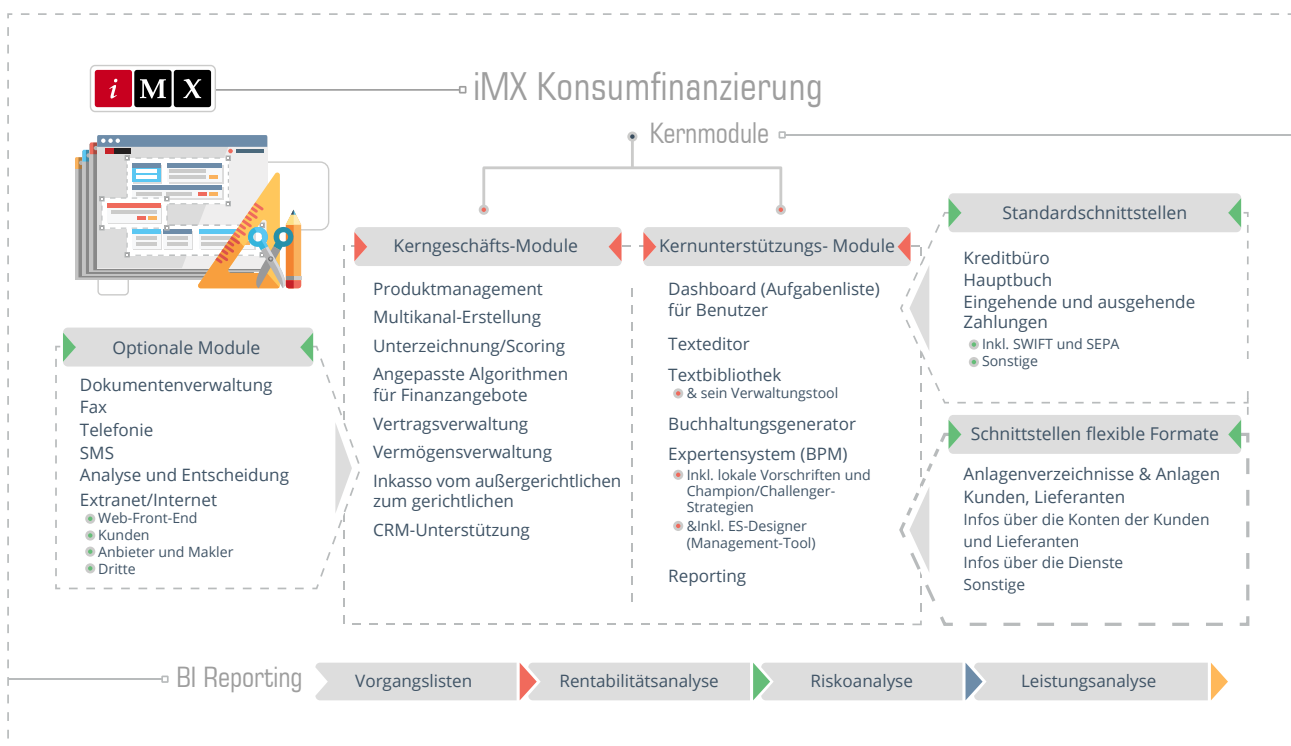 iMX
iMX Konsumfinanzierung
Kernmodule
Kerngeschäfts-Module
Produktmanagement
Multikanal-Erstellung
Unterzeichnung/Scoring
Angepasste Algorithmen
für Finanzangebote
Vertragsverwaltung
Vermögensverwaltung
Inkasso vom außergerichtlichen
zum gerichtlichen
CRM-Unterstützung
Kernunterstützungs- Module
Dashboard (Aufgabenliste)
für Benutzer
Texteditor
Textbibliothek
& sein Verwaltungstool
Buchhaltungsgenerator
Expertensystem (BPM)
Inkl. lokale Vorschriften und
Champion/Challenger-
Strategien
&Inkl. ES-Designer
(Management-Tool)
Reporting
Optionale Module
Dokumentenverwaltung
Fax
Telefonie
SMS
Analyse und Entscheidung
Extranet/Internet
Web-Front-End
Kunden
Anbieter und Makler
Dritte
Standardschnittstellen
Kreditbüro
Hauptbuch
Eingehende und ausgehende
Zahlungen
Inkl. SWIFT und SEPA
Sonstige
Schnittstellen flexible Formate
Anlagenverzeichnisse & Anlagen
Kunden, Lieferanten
Infos über die Konten der Kunden
und Lieferanten
Infos über die Dienste
Sonstige
BI Reporting
Vorgangslisten
Rentabilitätsanalyse
Riskoanalyse
Leistungsanalyse